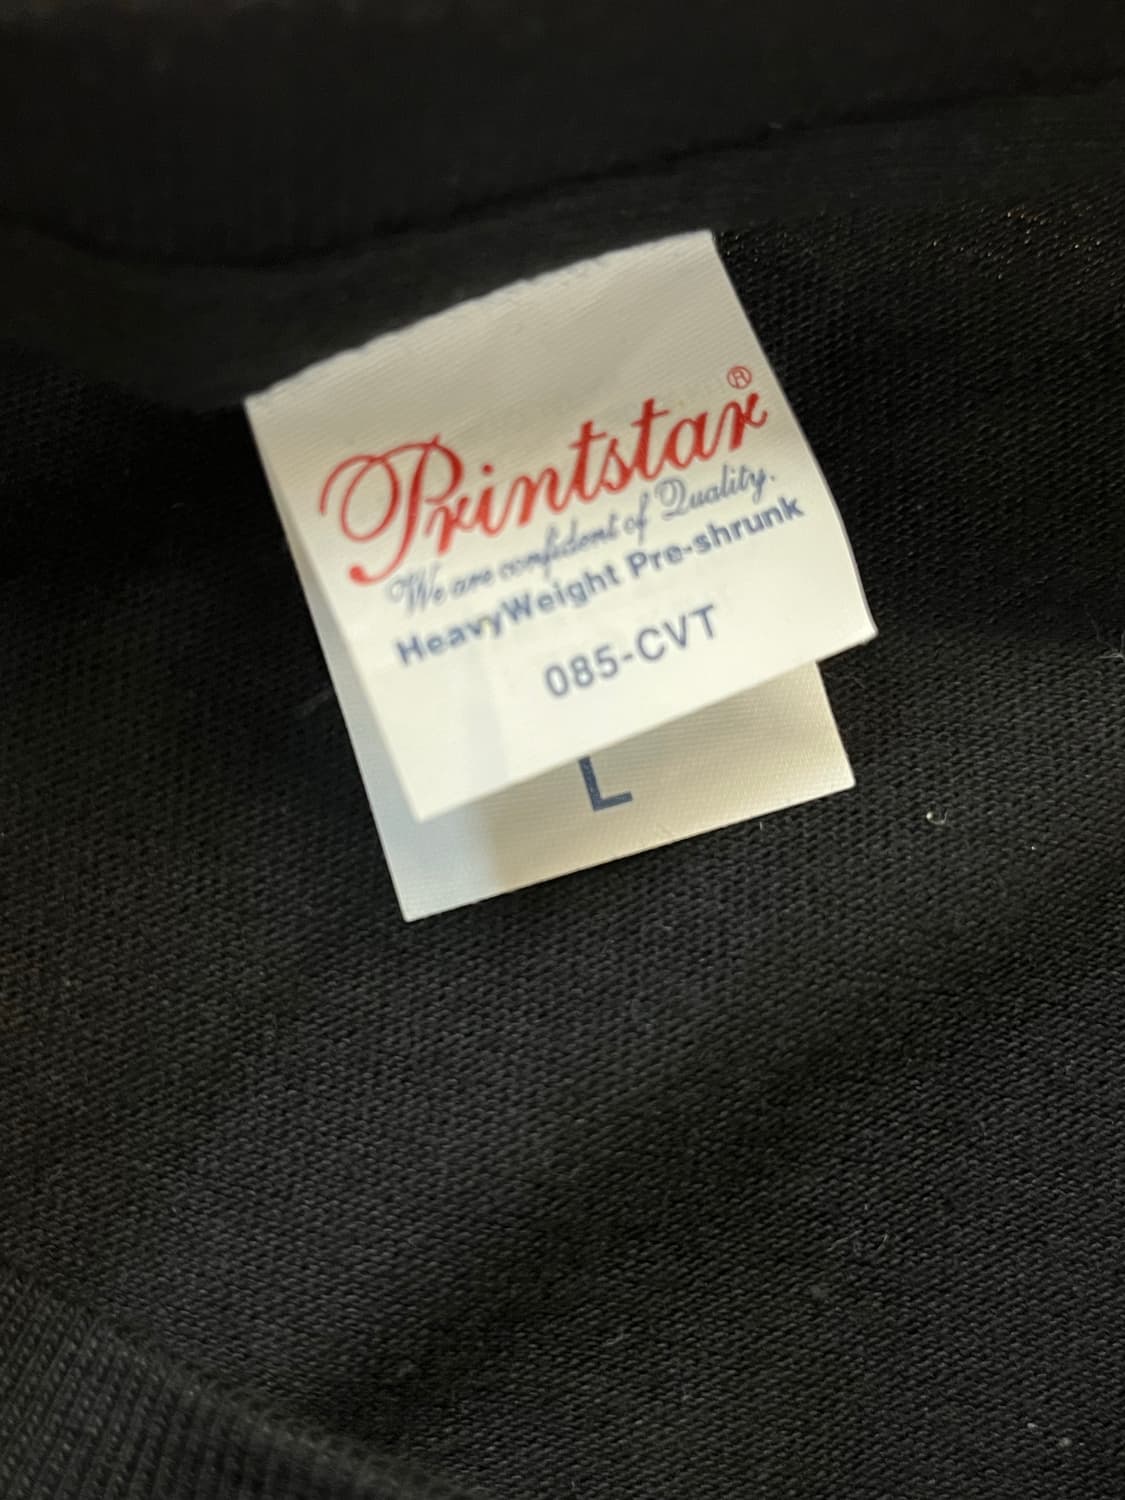 Printstar®
We are confident of Quality.
HeavyWeight Pre-shrunk
085-CVT
L